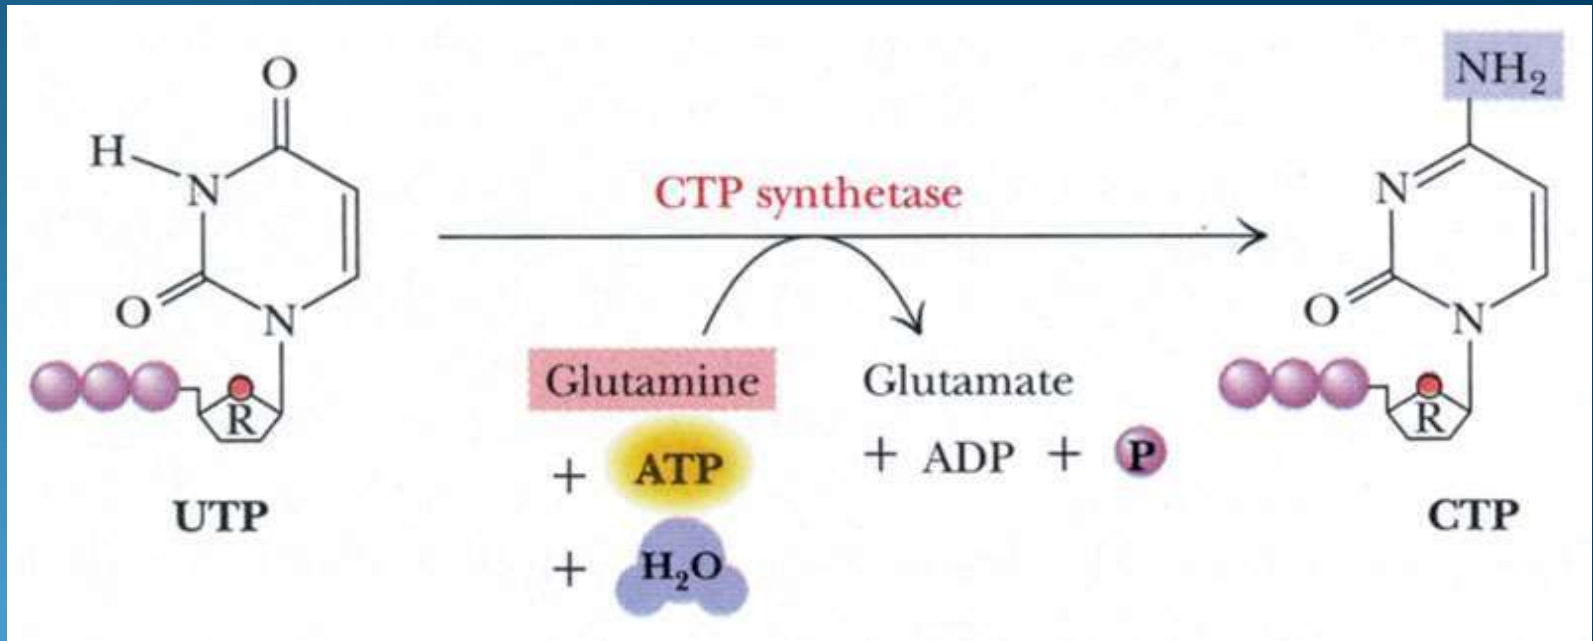 O
H
N
O
N
R
UTP
CTP synthetase
Glutamine
+ ATP
+ H₂O
Glutamate
+ ADP + P
NH₂
N
O
N
R
CTP